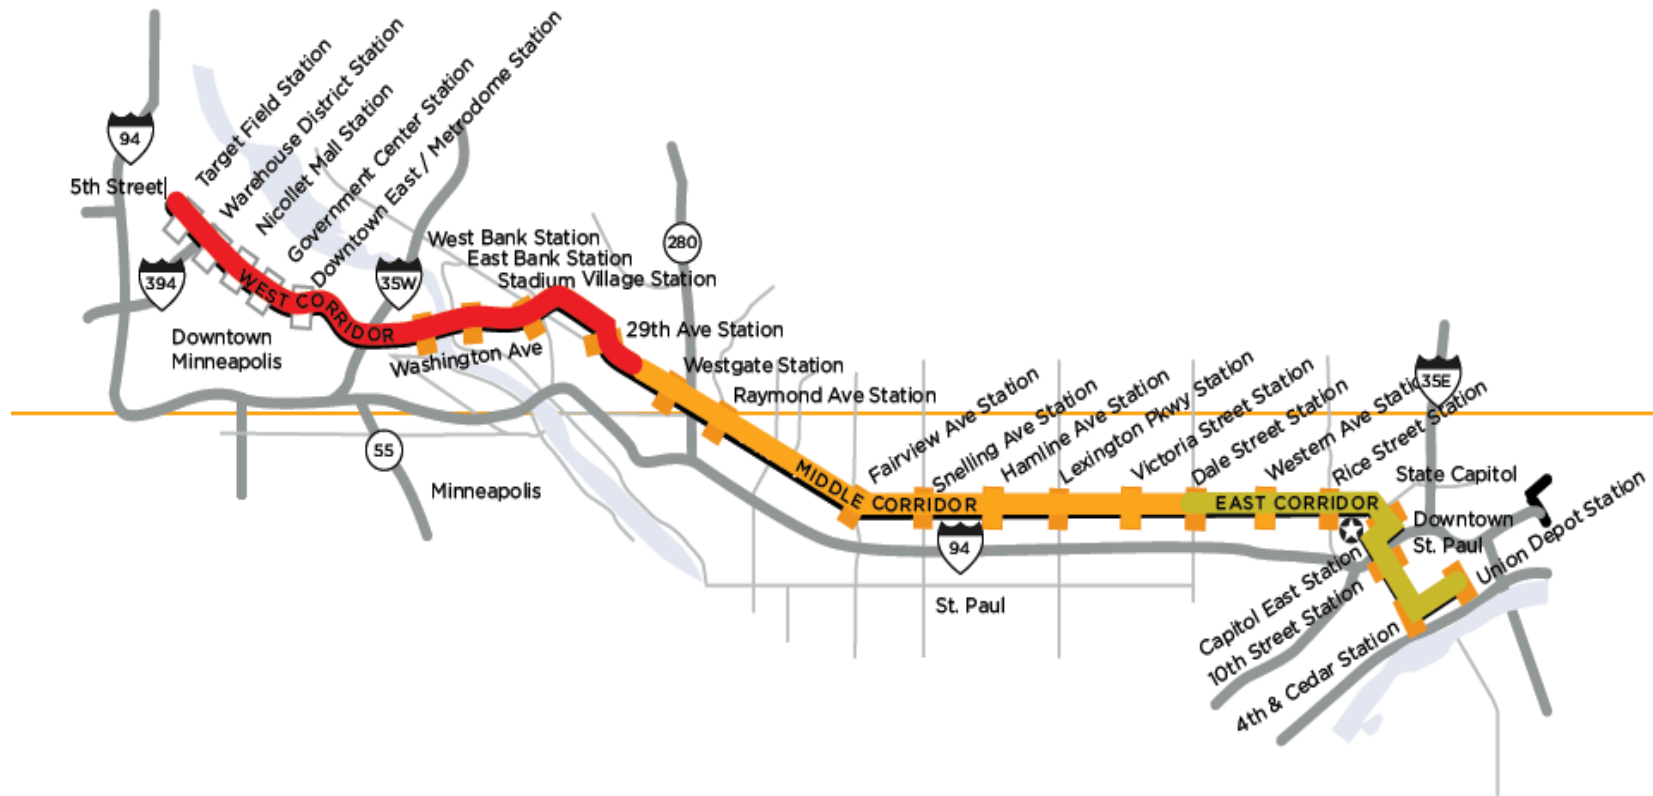 Target Field Station
Warehouse District Station
Nicollet Mall Station
Government Center Station
Downtown East / Metrodome Station
94
5th Street
394
35W
280
West Bank Station
East Bank Station
Stadium Village Station
WEST CORRIDOR
Downtown
Minneapolis
Washington Ave
29th Ave Station
Westgate Station
Raymond Ave Station
55
Minneapolis
MIDDLE CORRIDOR
Fairview Ave Station
Snelling Ave Station
Hamline Ave Station
Lexington Pkwy Station
Victoria Street Station
Dale Street Station
Western Ave Statio
Rice Street Station
35E
State Capitol
EAST CORRIDOR
Downtown
St. Paul
94
St. Paul
Capitol East Station
10th Street Station
4th & Cedar Station
Union Depot Station